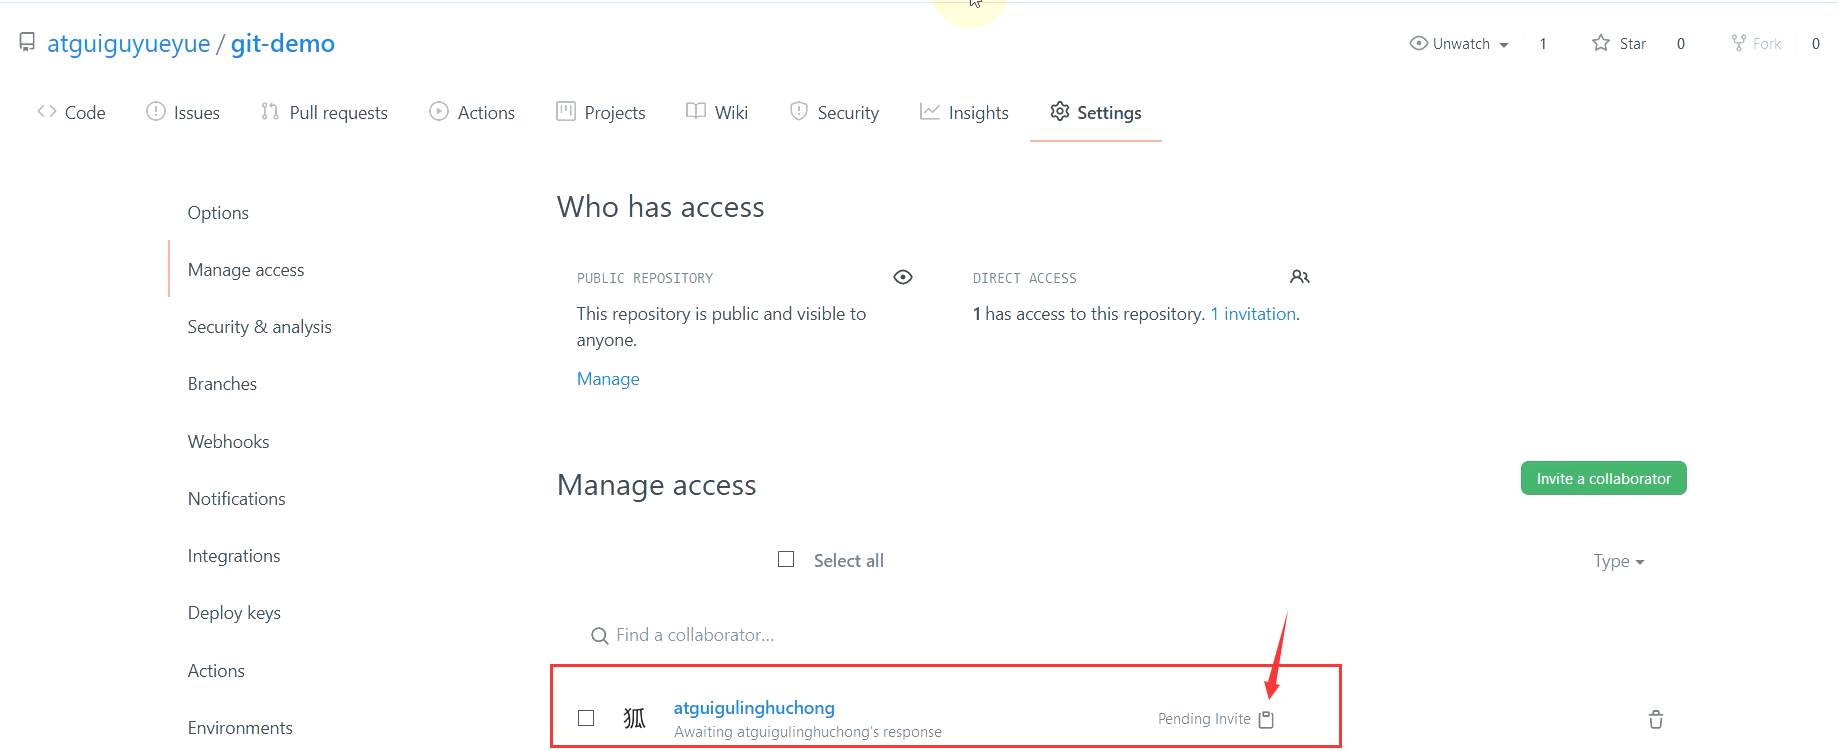 atguiguyueyue / git-demo
Unwatch 1 Star 0 Fork 0
Code Issues Pull requests Actions Projects Wiki Security Insights Settings
Options
Manage access
Security & analysis
Branches
Webhooks
Notifications
Integrations
Deploy keys
Actions
Environments
Who has access
PUBLIC REPOSITORY
This repository is public and visible to
anyone.
Manage
DIRECT ACCESS
1 has access to this repository. 1 invitation.
Manage access
Invite a collaborator
Select all
Type
Find a collaborator...
狐
atguigulinghuchong
Awaiting atguigulinghuchong's response
Pending Invite